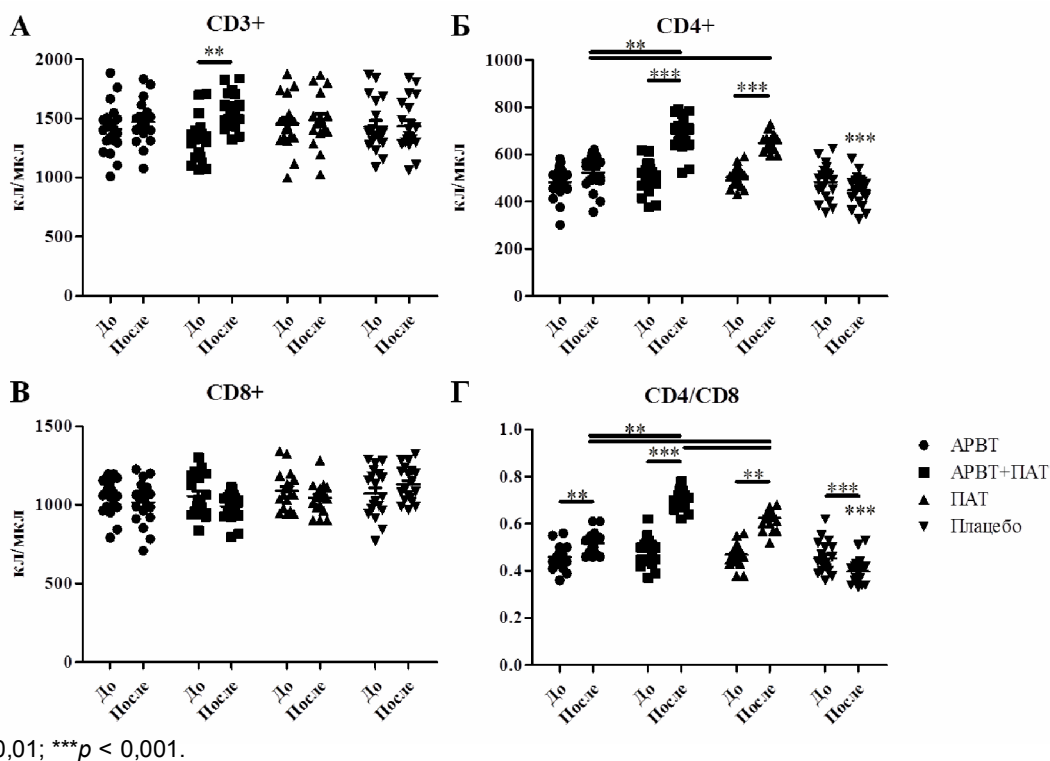 А
CD3+
кл/мкл
2000
1500
1000
500
0
**
До После До После До После До После
Б
CD4+
кл/мкл
1000
800
600
400
200
0
**
*** *** ***
До После До После До После До После
В
CD8+
кл/мкл
1500
1000
500
0
До После До После До После До После
Г
CD4/CD8
1.0
0.8
0.6
0.4
0.2
0.0
**
** *** ** ***
***
До После До После До После До После
АРВТ
АРВТ+ПАТ
ПАТ
Плацебо
0,01; ***p < 0,001.